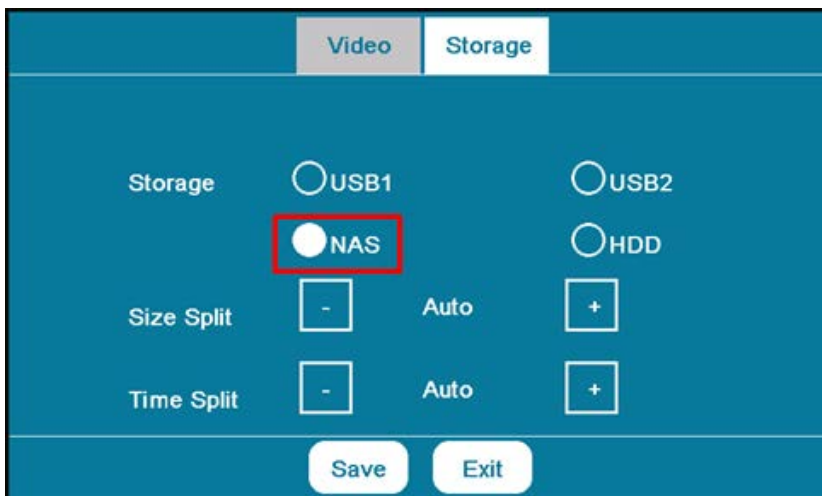 Video Storage
Storage USB1 USB2
NAS HDD
Size Split - Auto +
Time Split - Auto +
Save Exit